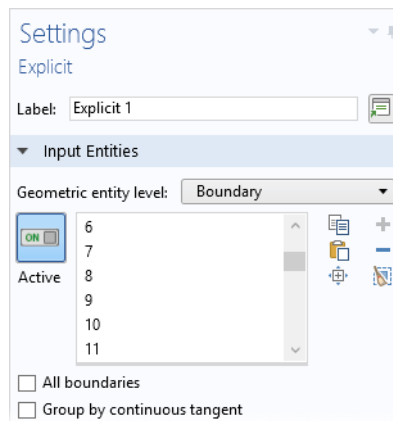 Settings
Explicit
Label: Explicit 1
Input Entities
Geometric entity level: Boundary
ON
Active
6
7
8
9
10
11
All boundaries
Group by continuous tangent